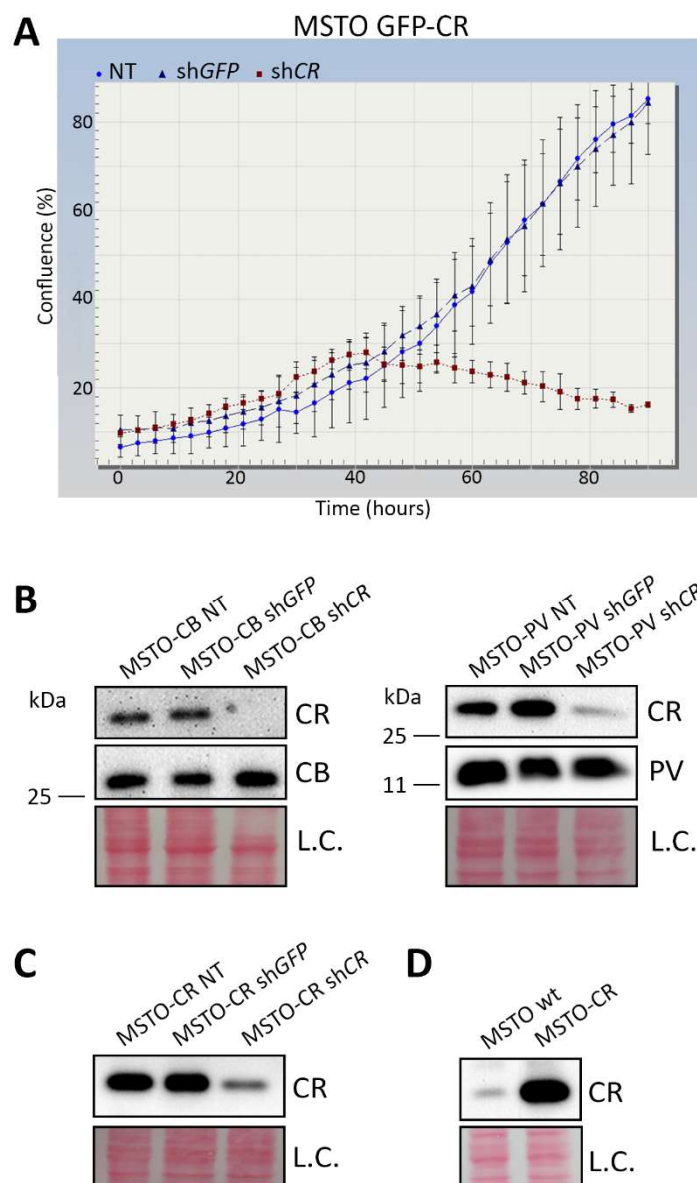 A
MSTO GFP-CR
NT shGFP shCR
80
60
40
20
Confluence (%)
0 20 40 60 80
Time (hours)
B
MSTO-CB NT
MSTO-CB shGFP
MSTO-CB shCR
kDa
CR
CB
25
L.C.
MSTO-PV NT
MSTO-PV shGFP
MSTO-PV shCR
kDa
CR
25
PV
11
L.C.
C
MSTO-CR NT
MSTO-CR shGFP
MSTO-CR shCR
CR
L.C.
D
MSTO wt
MSTO-CR
CR
L.C.